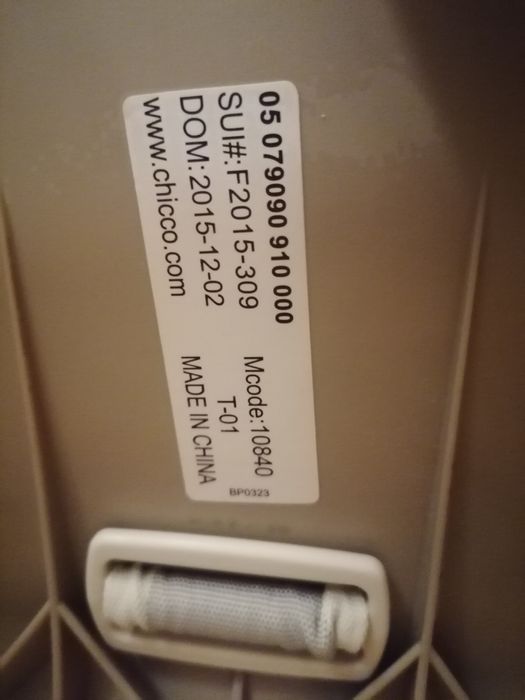 05 079090 910 000
SUI#:F2015-309 Mcode:10840
DOM:2015-12-02 T-01
www.chicco.com MADE IN CHINA
BP0323